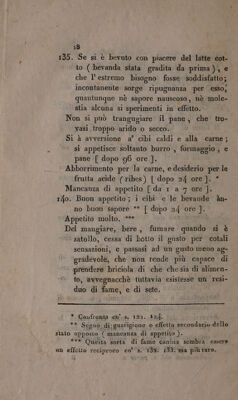 18
135. Se si è bevuto con piacere del latte cot-
to ( bevanda stata gradita da prima ), e
che l'estremo bisogno fosse soddisfatto;
incontanente sorge ripugnanza per esso,
quantunque nè sapore nauseoso, nè mole-
stia alcuna si sperimenti in effetto.
Non si può trangugiare il pane, che tro-
vasi troppo arido o secco.
Si à avversione a' cibi caldi e alla carne ;
si appetisce soltanto burro, formaggio, e
pane [ dopo 96 ore ].
Abborrimento per la carne, e desiderio per le
frutta acide ( ribes ) [ dopo 24 ore ]. *
Mancanza di appetito [ da 1 a 7 ore ].
140. Buon appetito; i cibi e le bevande àn-
no buon sapore ** [ dopo 24 ore ].
Appetito molto. ***
Del mangiare, bere, fumare quando si è
satollo, cessa di botto il gusto per cotali
sensazioni, e passasi ad un gusto meno ag-
gradevole, che non rende più capace di
prendere briciola di che che sia di alimen-
to, avvegnacchè tuttavia esistesse un resi-
duo di fame, e di sete.
* Confronta co' s. 121. 124.
** Segno di guarigione o effetto secondario dello
stato opposto ( mancanza di appetito ).
*** Questa sorta di fame canina sembra essere
un effetto reciproco co' s. 132. 133. ma più raro.